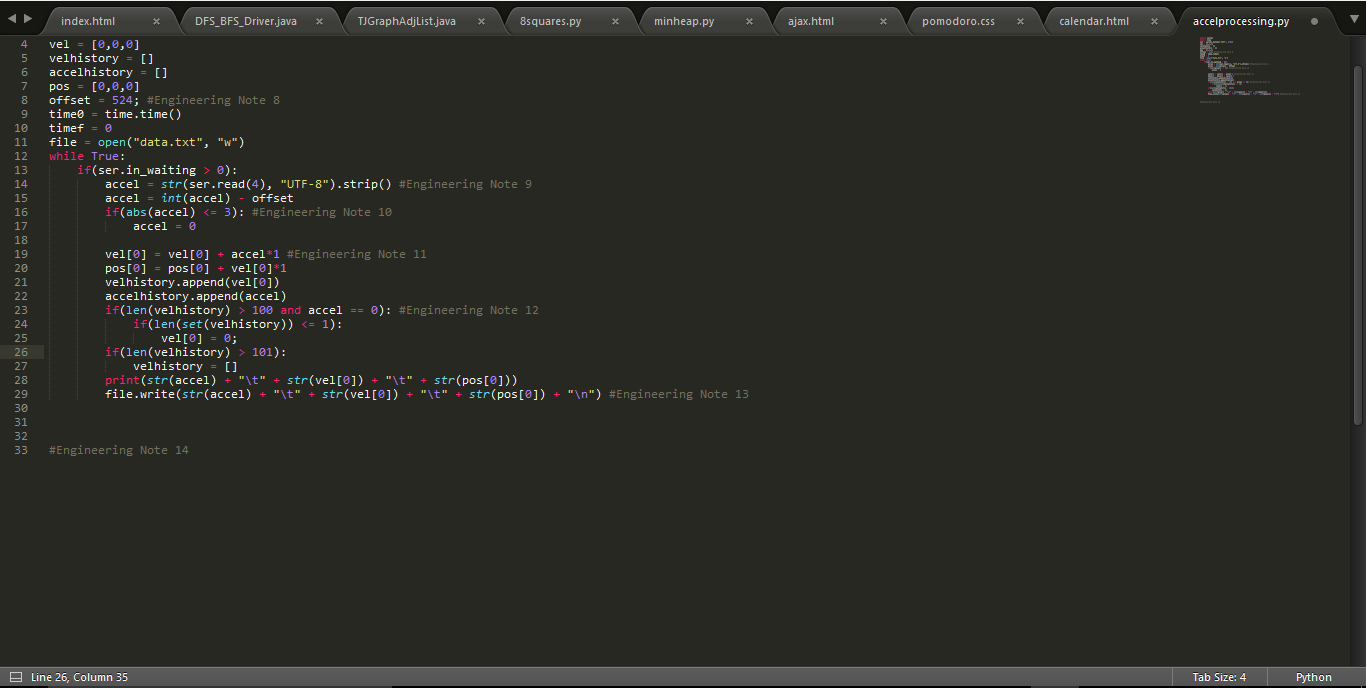 index.html × DFS_BFS_Driver.java × TJGraphAdjList.java × 8squares.py × minheap.py × ajax.html × pomodoro.css × calendar.html × accelprocessing.py
4 vel = [0,0,0]
5 velhistory = []
6 accelhistory = []
7 pos = [0,0,0]
8 offset = 524; #Engineering Note 8
9 time0 = time.time()
10 timef = 0
11 file = open("data.txt", "w")
12 while True:
13 if(ser.in_waiting > 0):
14 accel = str(ser.read(4), "UTF-8").strip() #Engineering Note 9
15 accel = int(accel) - offset
16 if(abs(accel) <= 3): #Engineering Note 10
17 accel = 0
18
19 vel[0] = vel[0] + accel*1 #Engineering Note 11
20 pos[0] = pos[0] + vel[0]*1
21 velhistory.append(vel[0])
22 accelhistory.append(accel)
23 if(len(velhistory) > 100 and accel == 0): #Engineering Note 12
24 if(len(set(velhistory)) <= 1):
25 vel[0] = 0;
26 if(len(velhistory) > 101):
27 velhistory = []
28 print(str(accel) + "\t" + str(vel[0]) + "\t" + str(pos[0]))
29 file.write(str(accel) + "\t" + str(vel[0]) + "\t" + str(pos[0]) + "\n") #Engineering Note 13
30
31
32
33 #Engineering Note 14
Line 26, Column 35 Tab Size: 4 Python